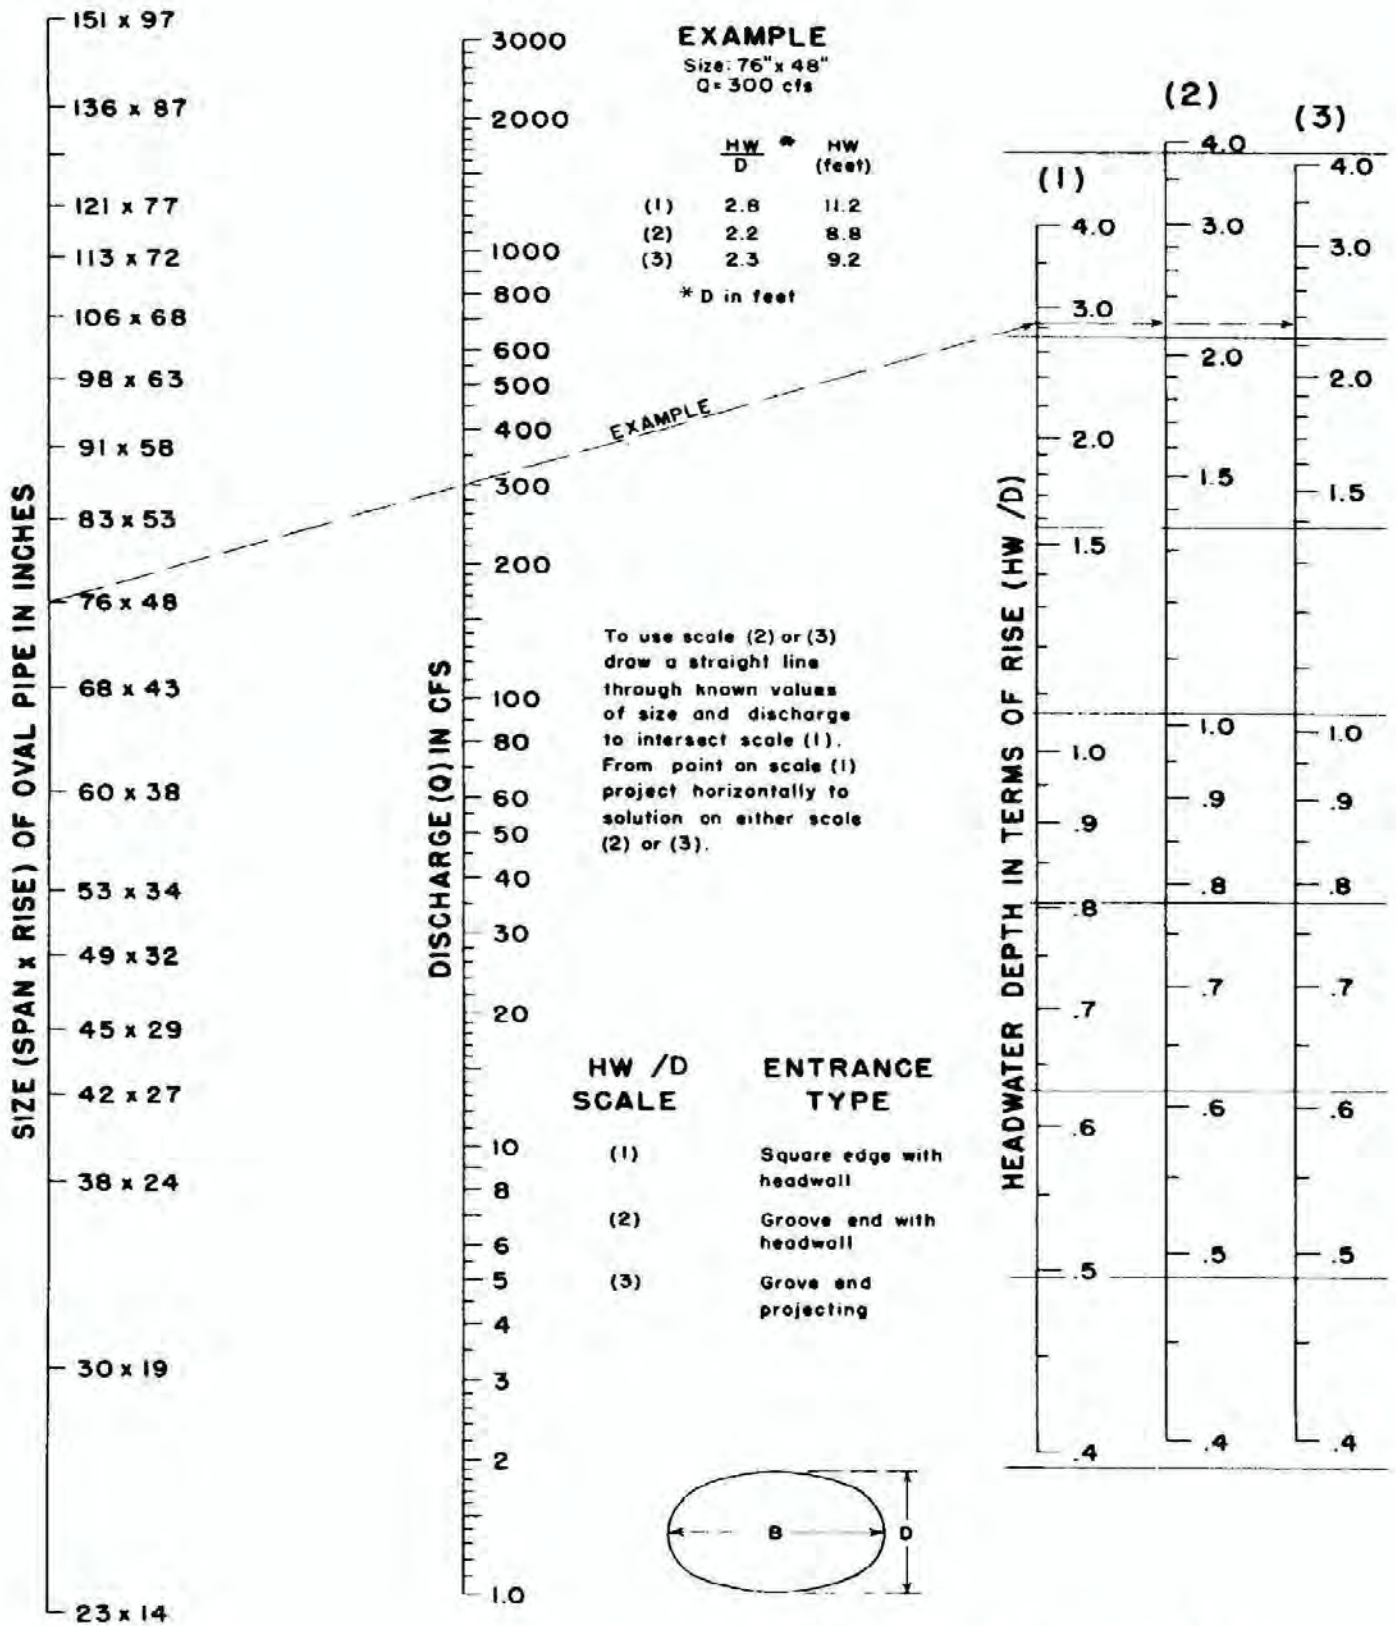 SIZE (SPAN x RISE) OF OVAL PIPE IN INCHES
151 x 97
136 x 87
121 x 77
113 x 72
106 x 68
98 x 63
91 x 58
83 x 53
76 x 48
68 x 43
60 x 38
53 x 34
49 x 32
45 x 29
42 x 27
38 x 24
30 x 19
23 x 14
DISCHARGE (Q) IN CFS
3000
2000
1000
800
600
500
400
300
200
100
80
60
50
40
30
20
10
8
6
5
4
3
2
1.0
EXAMPLE
Size: 76" x 48"
Q = 300 cfs
HW/D * HW (feet)
(1) 2.8 11.2
(2) 2.2 8.8
(3) 2.3 9.2
* D in feet
EXAMPLE
To use scale (2) or (3)
draw a straight line
through known values
of size and discharge
to intersect scale (1).
From point on scale (1)
project horizontally to
solution on either scale
(2) or (3).
HW /D ENTRANCE
SCALE TYPE
(1) Square edge with
headwall
(2) Groove end with
headwall
(3) Grove end
projecting
B
D
HEADWATER DEPTH IN TERMS OF RISE (HW /D)
(1)
4.0
3.0
2.0
1.5
1.0
.9
.8
.7
.6
.5
.4
(2)
4.0
3.0
2.0
1.5
1.0
.9
.8
.7
.6
.5
.4
(3)
4.0
3.0
2.0
1.5
1.0
.9
.8
.7
.6
.5
.4